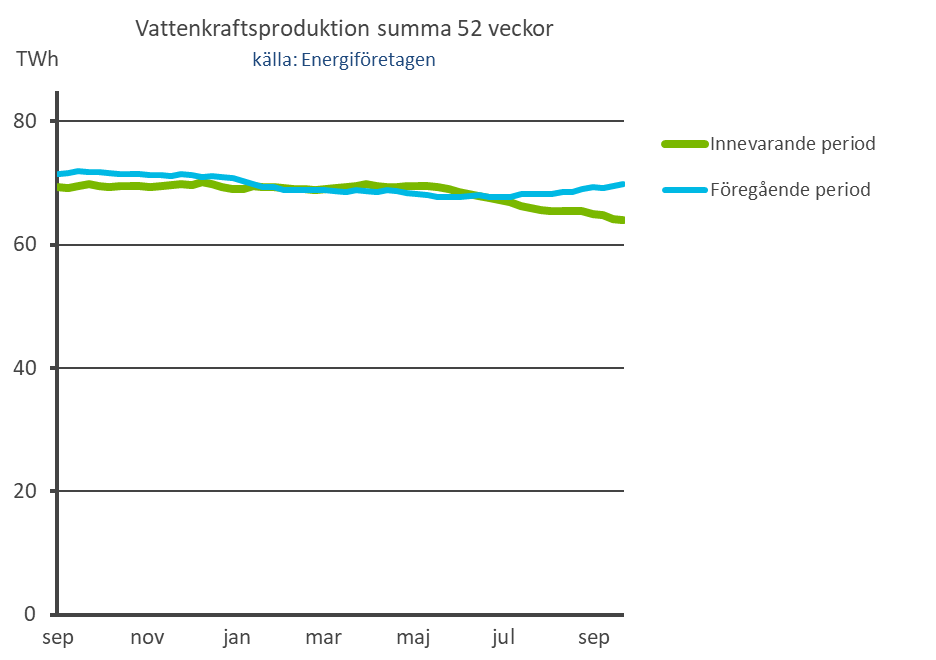 Vattenkraftsproduktion summa 52 veckor
TWh
källa: Energiföretagen
80
60
40
20
0
sep nov jan mar maj jul sep
Innevarande period
Föregående period